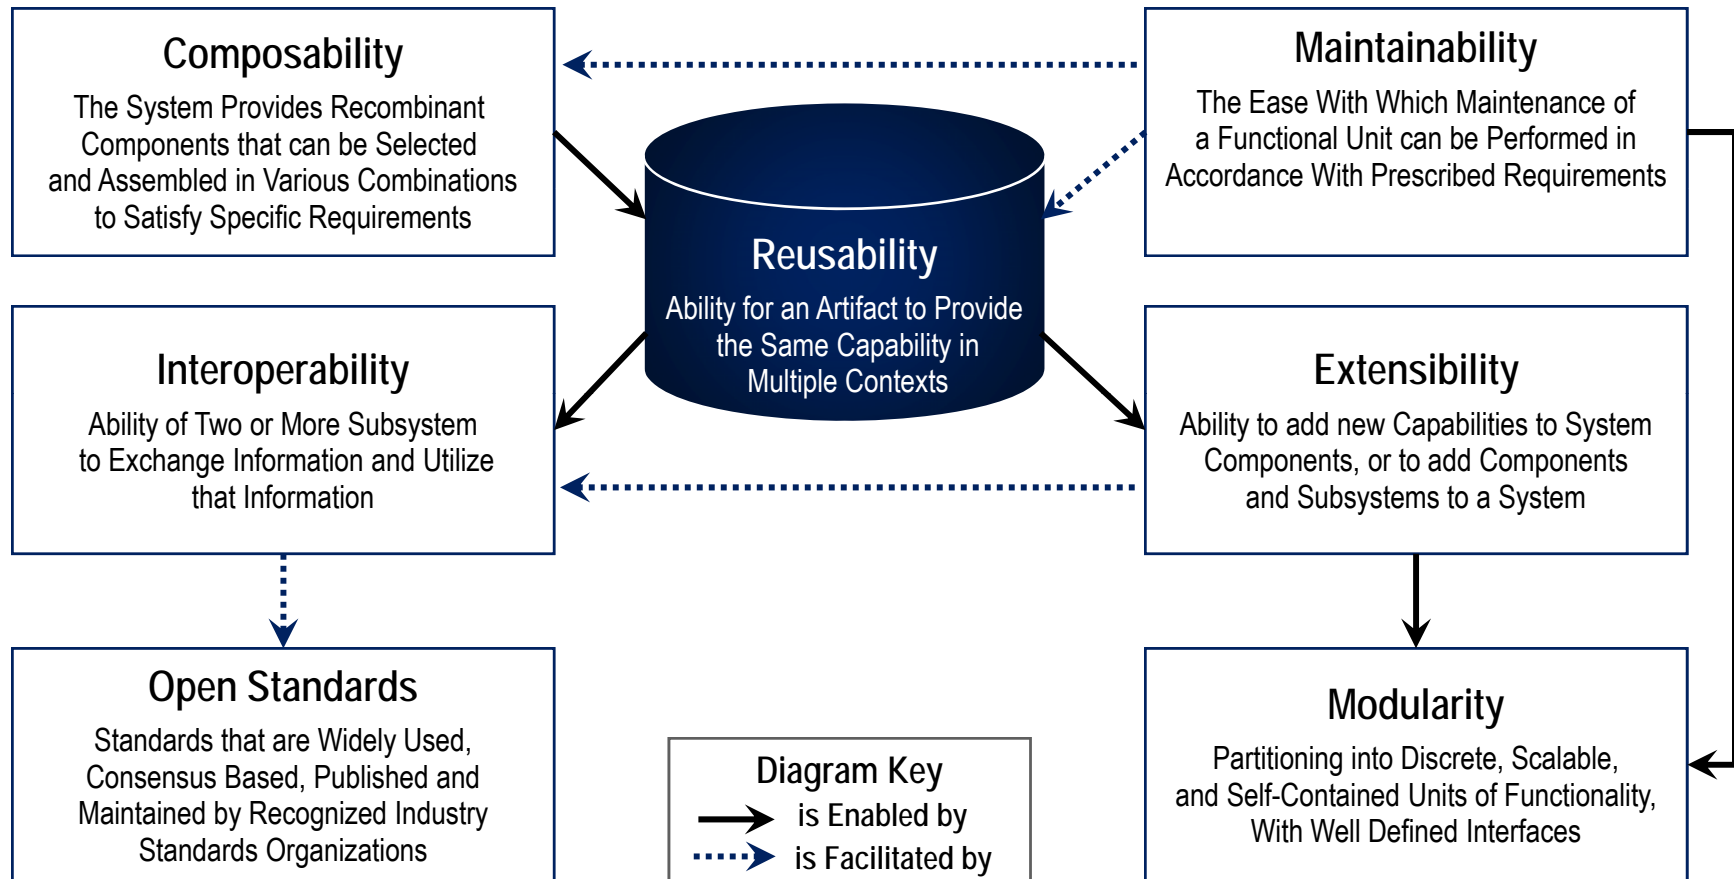 Composability
The System Provides Recombinant
Components that can be Selected
and Assembled in Various Combinations
to Satisfy Specific Requirements
Maintainability
The Ease With Which Maintenance of
a Functional Unit can be Performed in
Accordance With Prescribed Requirements
Reusability
Ability for an Artifact to Provide
the Same Capability in
Multiple Contexts
Interoperability
Ability of Two or More Subsystem
to Exchange Information and Utilize
that Information
Extensibility
Ability to add new Capabilities to System
Components, or to add Components
and Subsystems to a System
Open Standards
Standards that are Widely Used,
Consensus Based, Published and
Maintained by Recognized Industry
Standards Organizations
Diagram Key
is Enabled by
is Facilitated by
Modularity
Partitioning into Discrete, Scalable,
and Self-Contained Units of Functionality,
With Well Defined Interfaces